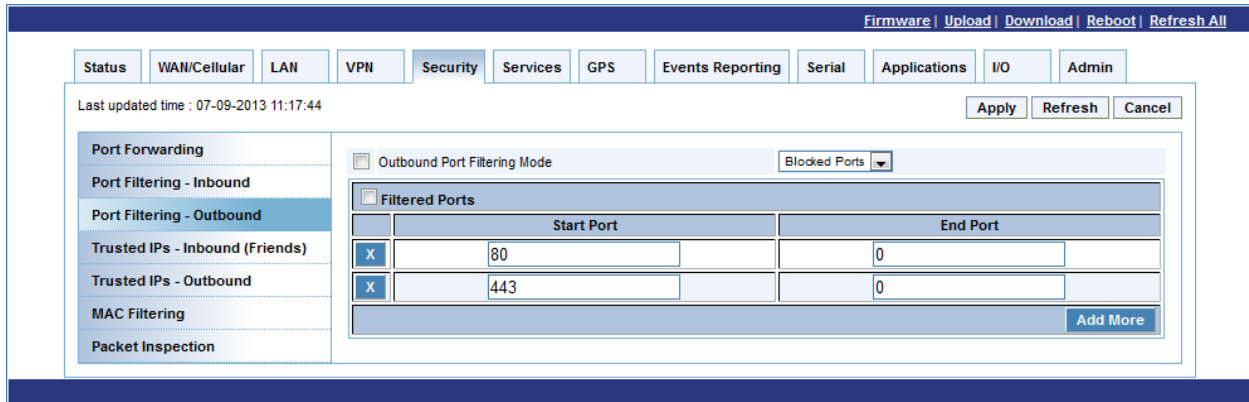 Firmware | Upload | Download | Reboot | Refresh All
Status WAN/Cellular LAN VPN Security Services GPS Events Reporting Serial Applications I/O Admin
Last updated time : 07-09-2013 11:17:44 Apply Refresh Cancel
Port Forwarding
Port Filtering - Inbound
Port Filtering - Outbound
Trusted IPs - Inbound (Friends)
Trusted IPs - Outbound
MAC Filtering
Packet Inspection
Outbound Port Filtering Mode Blocked Ports
Filtered Ports
Start Port End Port
X 80 0
X 443 0
Add More